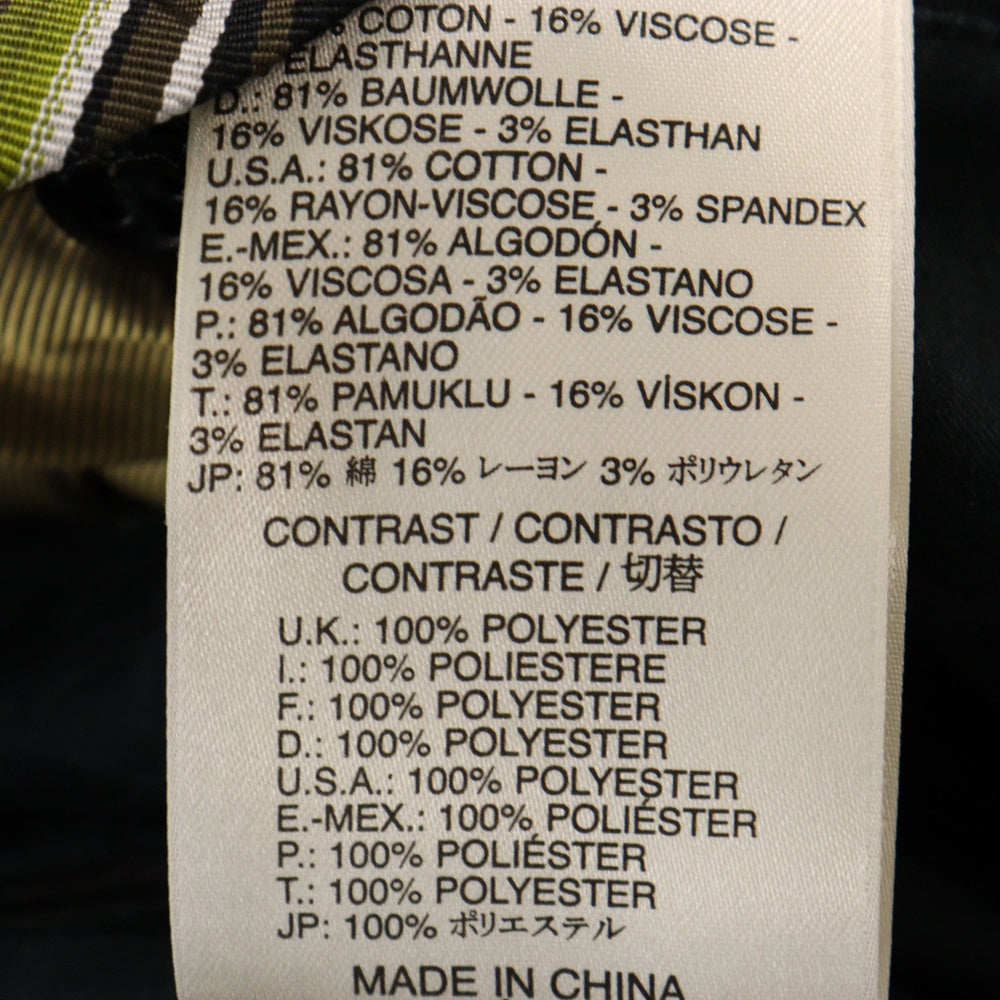 % COTON - 16% VISCOSE -
ELASTHANNE
D.: 81% BAUMWOLLE -
16% VISKOSE - 3% ELASTHAN
U.S.A.: 81% COTTON -
16% RAYON-VISCOSE - 3% SPANDEX
E.-MEX.: 81% ALGODÓN -
16% VISCOSA - 3% ELASTANO
P.: 81% ALGODÃO - 16% VISCOSE -
3% ELASTANO
T.: 81% PAMUKLU - 16% VİSKON -
3% ELASTAN
JP: 81% 綿 16% レーヨン 3% ポリウレタン
CONTRAST / CONTRASTO /
CONTRASTE / 切替
U.K.: 100% POLYESTER
I.: 100% POLIESTERE
F.: 100% POLYESTER
D.: 100% POLYESTER
U.S.A.: 100% POLYESTER
E.-MEX.: 100% POLIÉSTER
P.: 100% POLIÉSTER
T.: 100% POLYESTER
JP: 100% ポリエステル
MADE IN CHINA